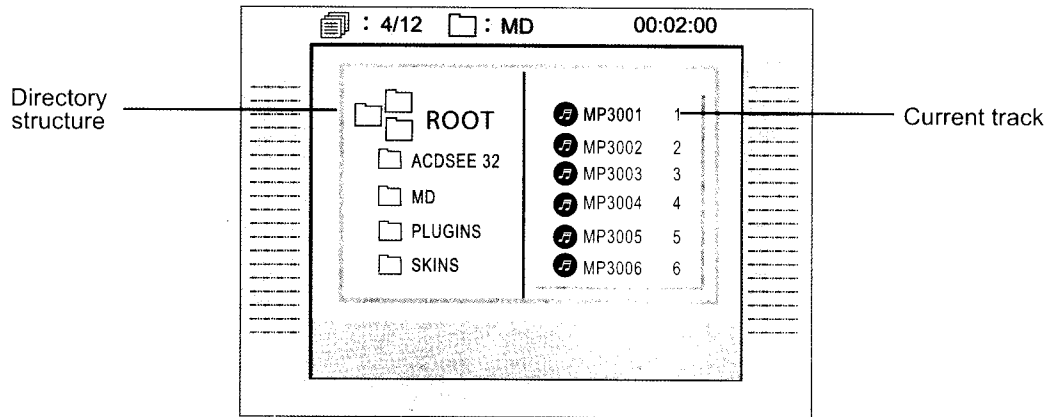 : 4/12 : MD 00:02:00
Directory
structure
ROOT
ACDSEE 32
MD
PLUGINS
SKINS
MP3001 1
MP3002 2
MP3003 3
MP3004 4
MP3005 5
MP3006 6
Current track